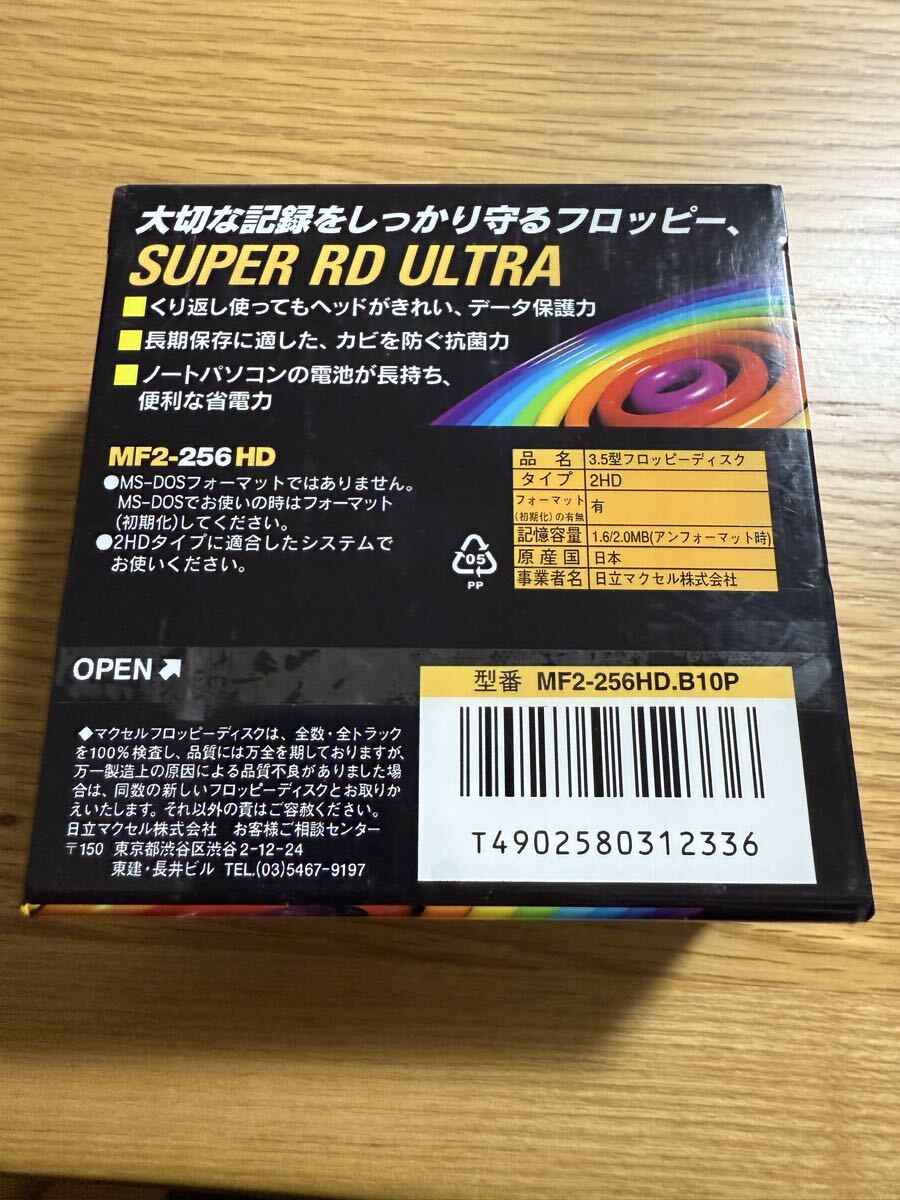 大切な記録をしっかり守るフロッピー、
SUPER RD ULTRA
■くり返し使ってもヘッドがきれい、データ保護力
■長期保存に適した、カビを防ぐ抗菌力
■ノートパソコンの電池が長持ち、
便利な省電力
MF2-256HD
●MS-DOSフォーマットではありません。
MS-DOSでお使いの時はフォーマット
(初期化)してください。
●2HDタイプに適合したシステムで
お使いください。
05
PP
品名 3.5型フロッピーディスク
タイプ 2HD
フォーマット(初期化)の有無 有
記憶容量 1.6/2.0MB(アンフォーマット時)
原産国 日本
事業者名 日立マクセル株式会社
OPEN
型番 MF2-256HD.B10P
T4902580312336
◆マクセルフロッピーディスクは、全数・全トラック
を100%検査し、品質には万全を期しておりますが、
万一製造上の原因による品質不良がありました場
合は、同数の新しいフロッピーディスクとお取りか
えいたします。それ以外の責はご容赦ください。
日立マクセル株式会社 お客様ご相談センター
〒150 東京都渋谷区渋谷2-12-24
東建・長井ビル TEL.(03)5467-9197